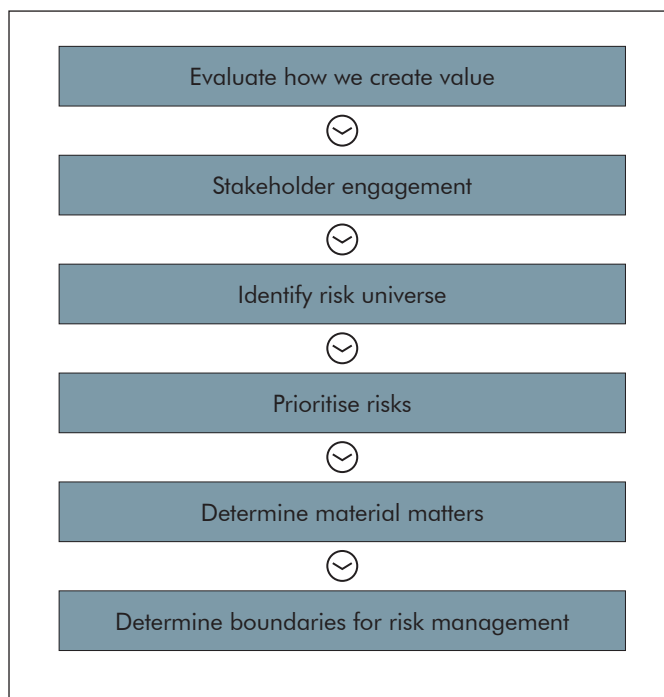 Evaluate how we create value
Stakeholder engagement
Identify risk universe
Prioritise risks
Determine material matters
Determine boundaries for risk management